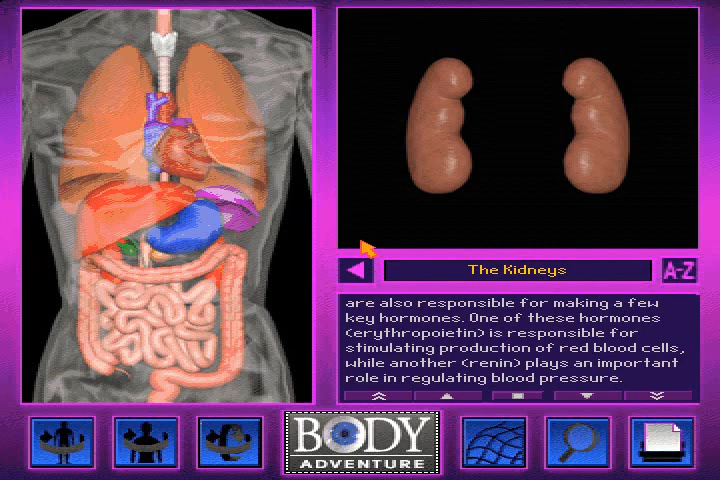 The Kidneys
A-Z
are also responsible for making a few
key hormones. One of these hormones
(erythropoietin) is responsible for
stimulating production of red blood cells,
while another (renin) plays an important
role in regulating blood pressure.
BODY
ADVENTURE